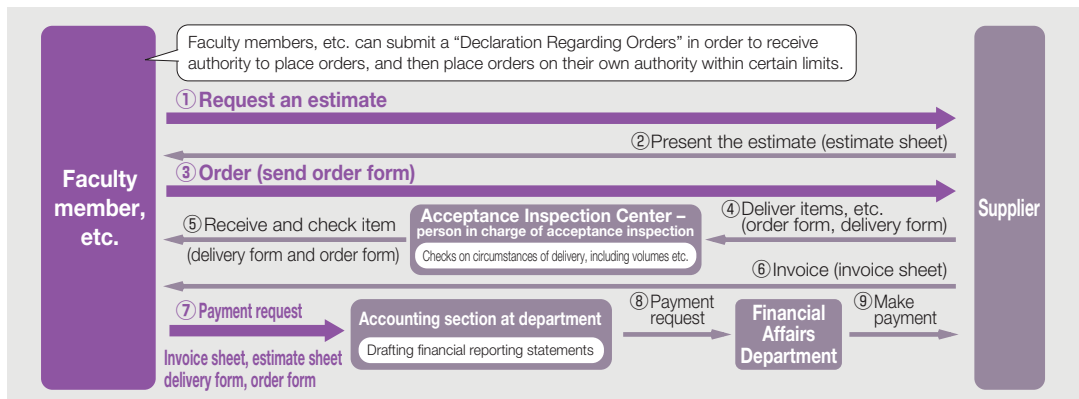 Faculty members, etc. can submit a “Declaration Regarding Orders” in order to receive
authority to place orders, and then place orders on their own authority within certain limits.
①Request an estimate
②Present the estimate (estimate sheet)
③Order (send order form)
Faculty
member,
etc.
Supplier
④Deliver items, etc.
(order form, delivery form)
Acceptance Inspection Center –
person in charge of acceptance inspection
Checks on circumstances of delivery, including volumes etc.
⑤Receive and check item
(delivery form and order form)
⑥Invoice (invoice sheet)
⑦Payment request
Invoice sheet, estimate sheet
delivery form, order form
Accounting section at department
Drafting financial reporting statements
⑧Payment
request
Financial
Affairs
Department
⑨Make
payment